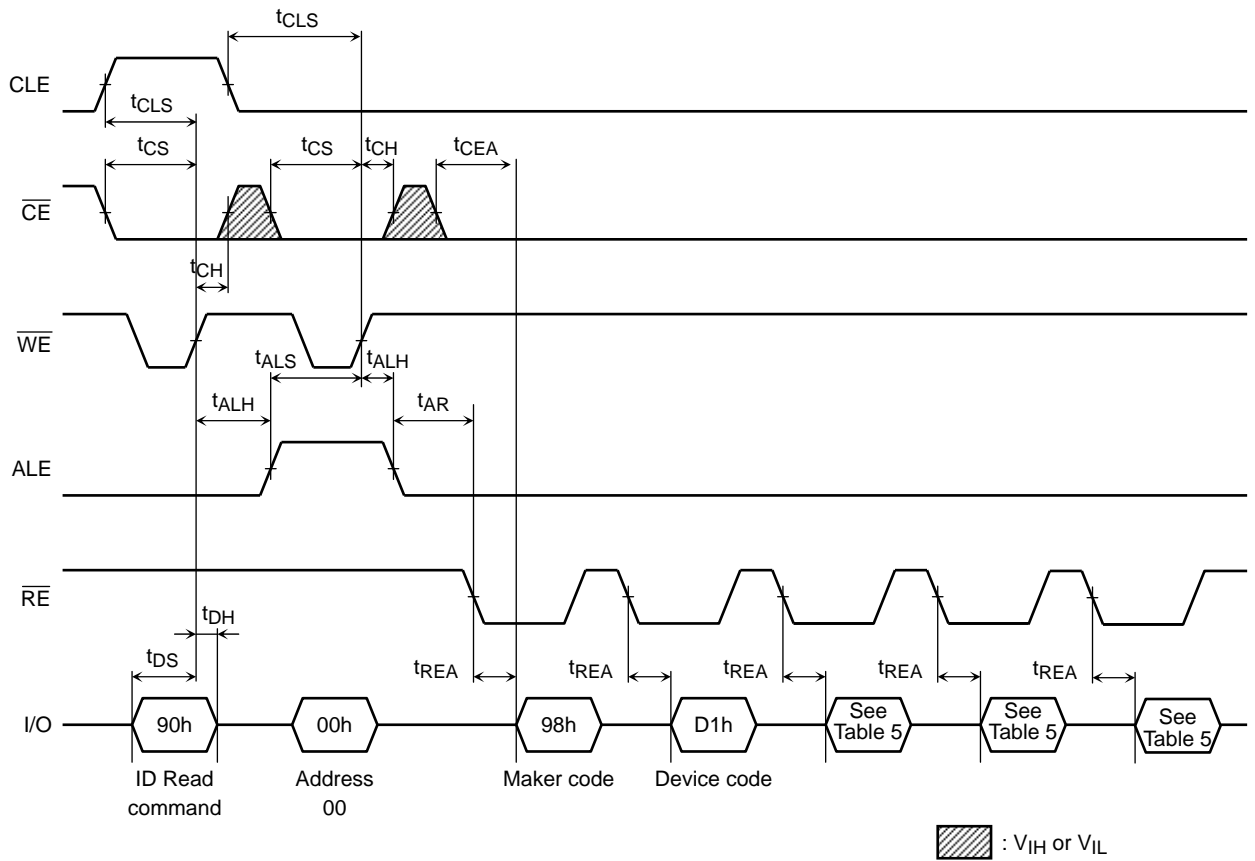 tCLS
CLE
tCLS
tCS tCS tCH tCEA
CE
tCH
WE
tALS tALH
tALH tAR
ALE
RE
tDH
tDS tREA tREA tREA tREA tREA
I/O 90h 00h 98h D1h See Table 5 See Table 5 See Table 5
ID Read command Address 00 Maker code Device code
: VIH or VIL